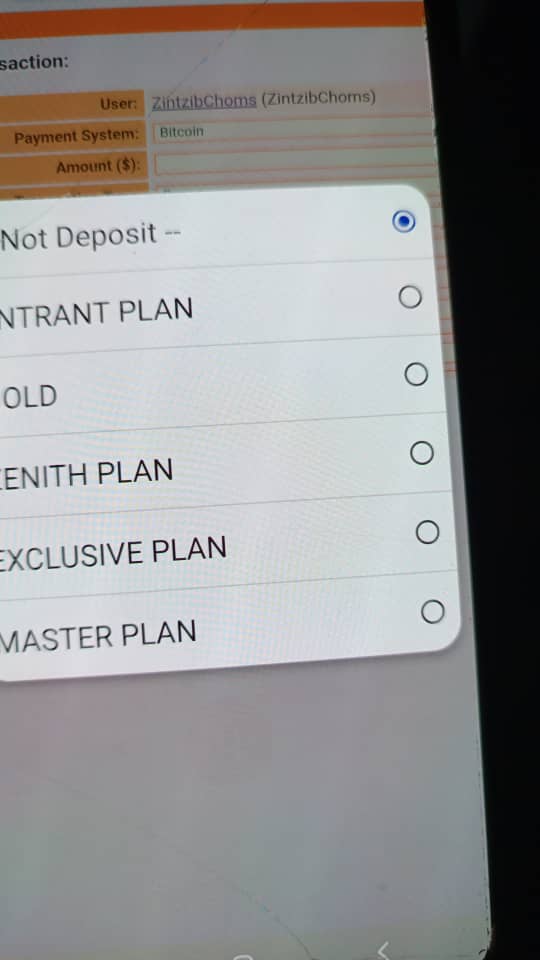 saction:
User: ZintzibChoms (ZintzibChoms)
Payment System: Bitcoin
Amount ($):
Not Deposit --
NTRANT PLAN
OLD
ENITH PLAN
EXCLUSIVE PLAN
MASTER PLAN